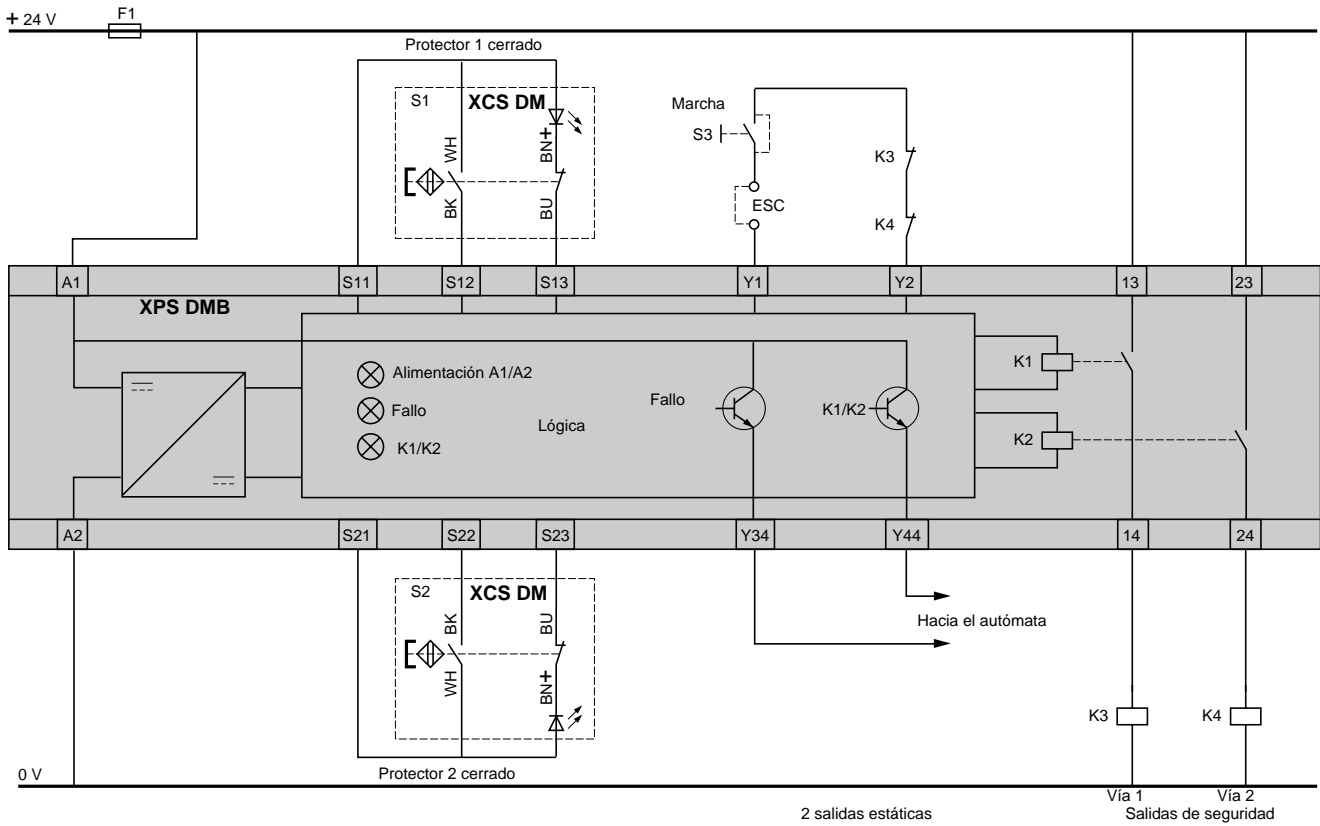 + 24 V
F1
Protector 1 cerrado
S1
XCS DM
WH
BN+
BK
BU
Marcha
S3
ESC
K3
K4
A1
S11
S12
S13
Y1
Y2
13
23
XPS DMB
Alimentación A1/A2
Fallo
K1/K2
Lógica
Fallo
K1/K2
K1
K2
A2
S21
S22
S23
Y34
Y44
14
24
S2
XCS DM
BK
BU
WH
BN+
Hacia el autómata
K3
K4
Protector 2 cerrado
0 V
Vía 1
Vía 2
2 salidas estáticas
Salidas de seguridad